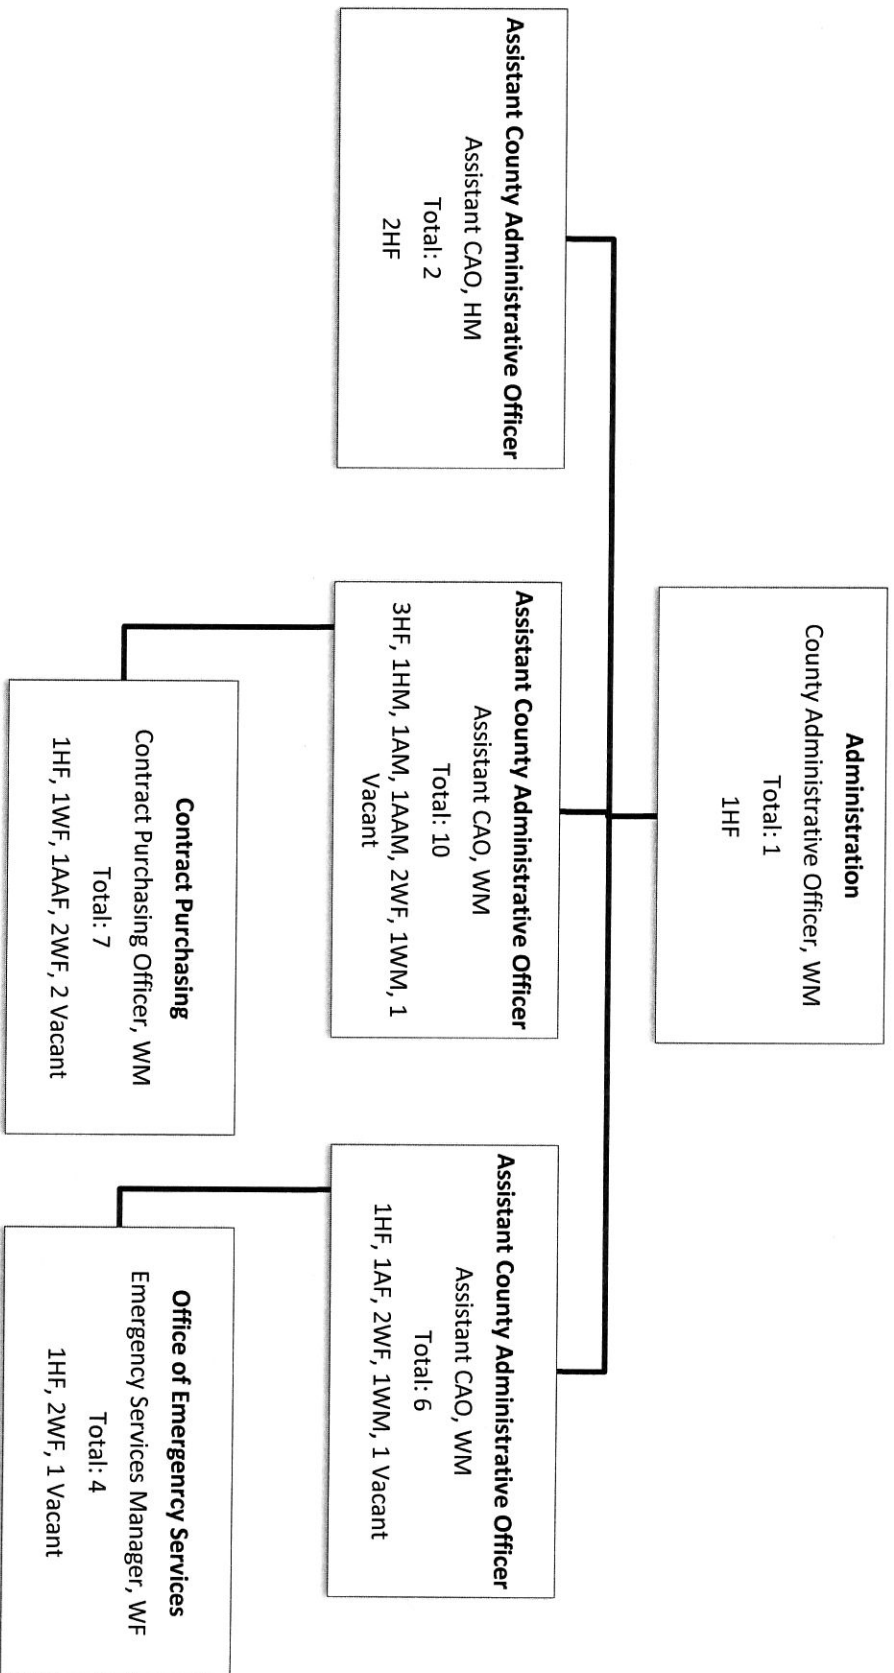 Administration
County Administrative Officer, WM
Total: 1
1HF
Assistant County Administrative Officer
Assistant CAO, HM
Total: 2
2HF
Assistant County Administrative Officer
Assistant CAO, WM
Total: 10
3HF, 1HM, 1AM, 1AAM, 2WF, 1WM, 1
Vacant
Assistant County Administrative Officer
Assistant CAO, WM
Total: 6
1HF, 1AF, 2WF, 1WM, 1 Vacant
Contract Purchasing
Contract Purchasing Officer, WM
Total: 7
1HF, 1WF, 1AAF, 2WF, 2 Vacant
Office of Emergenrcy Services
Emergency Services Manager, WF
Total: 4
1HF, 2WF, 1 Vacant